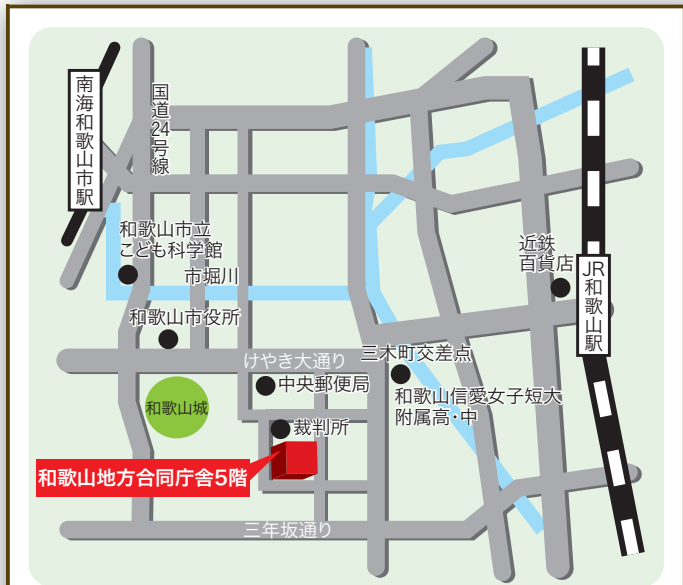 南海和歌山市駅
国道24号線
和歌山市立
こども科学館
市堀川
近鉄
百貨店
JR和歌山駅
和歌山市役所
けやき大通り
三木町交差点
中央郵便局
和歌山信愛女子短大
附属高・中
和歌山城
裁判所
和歌山地方合同庁舎5階
三年坂通り